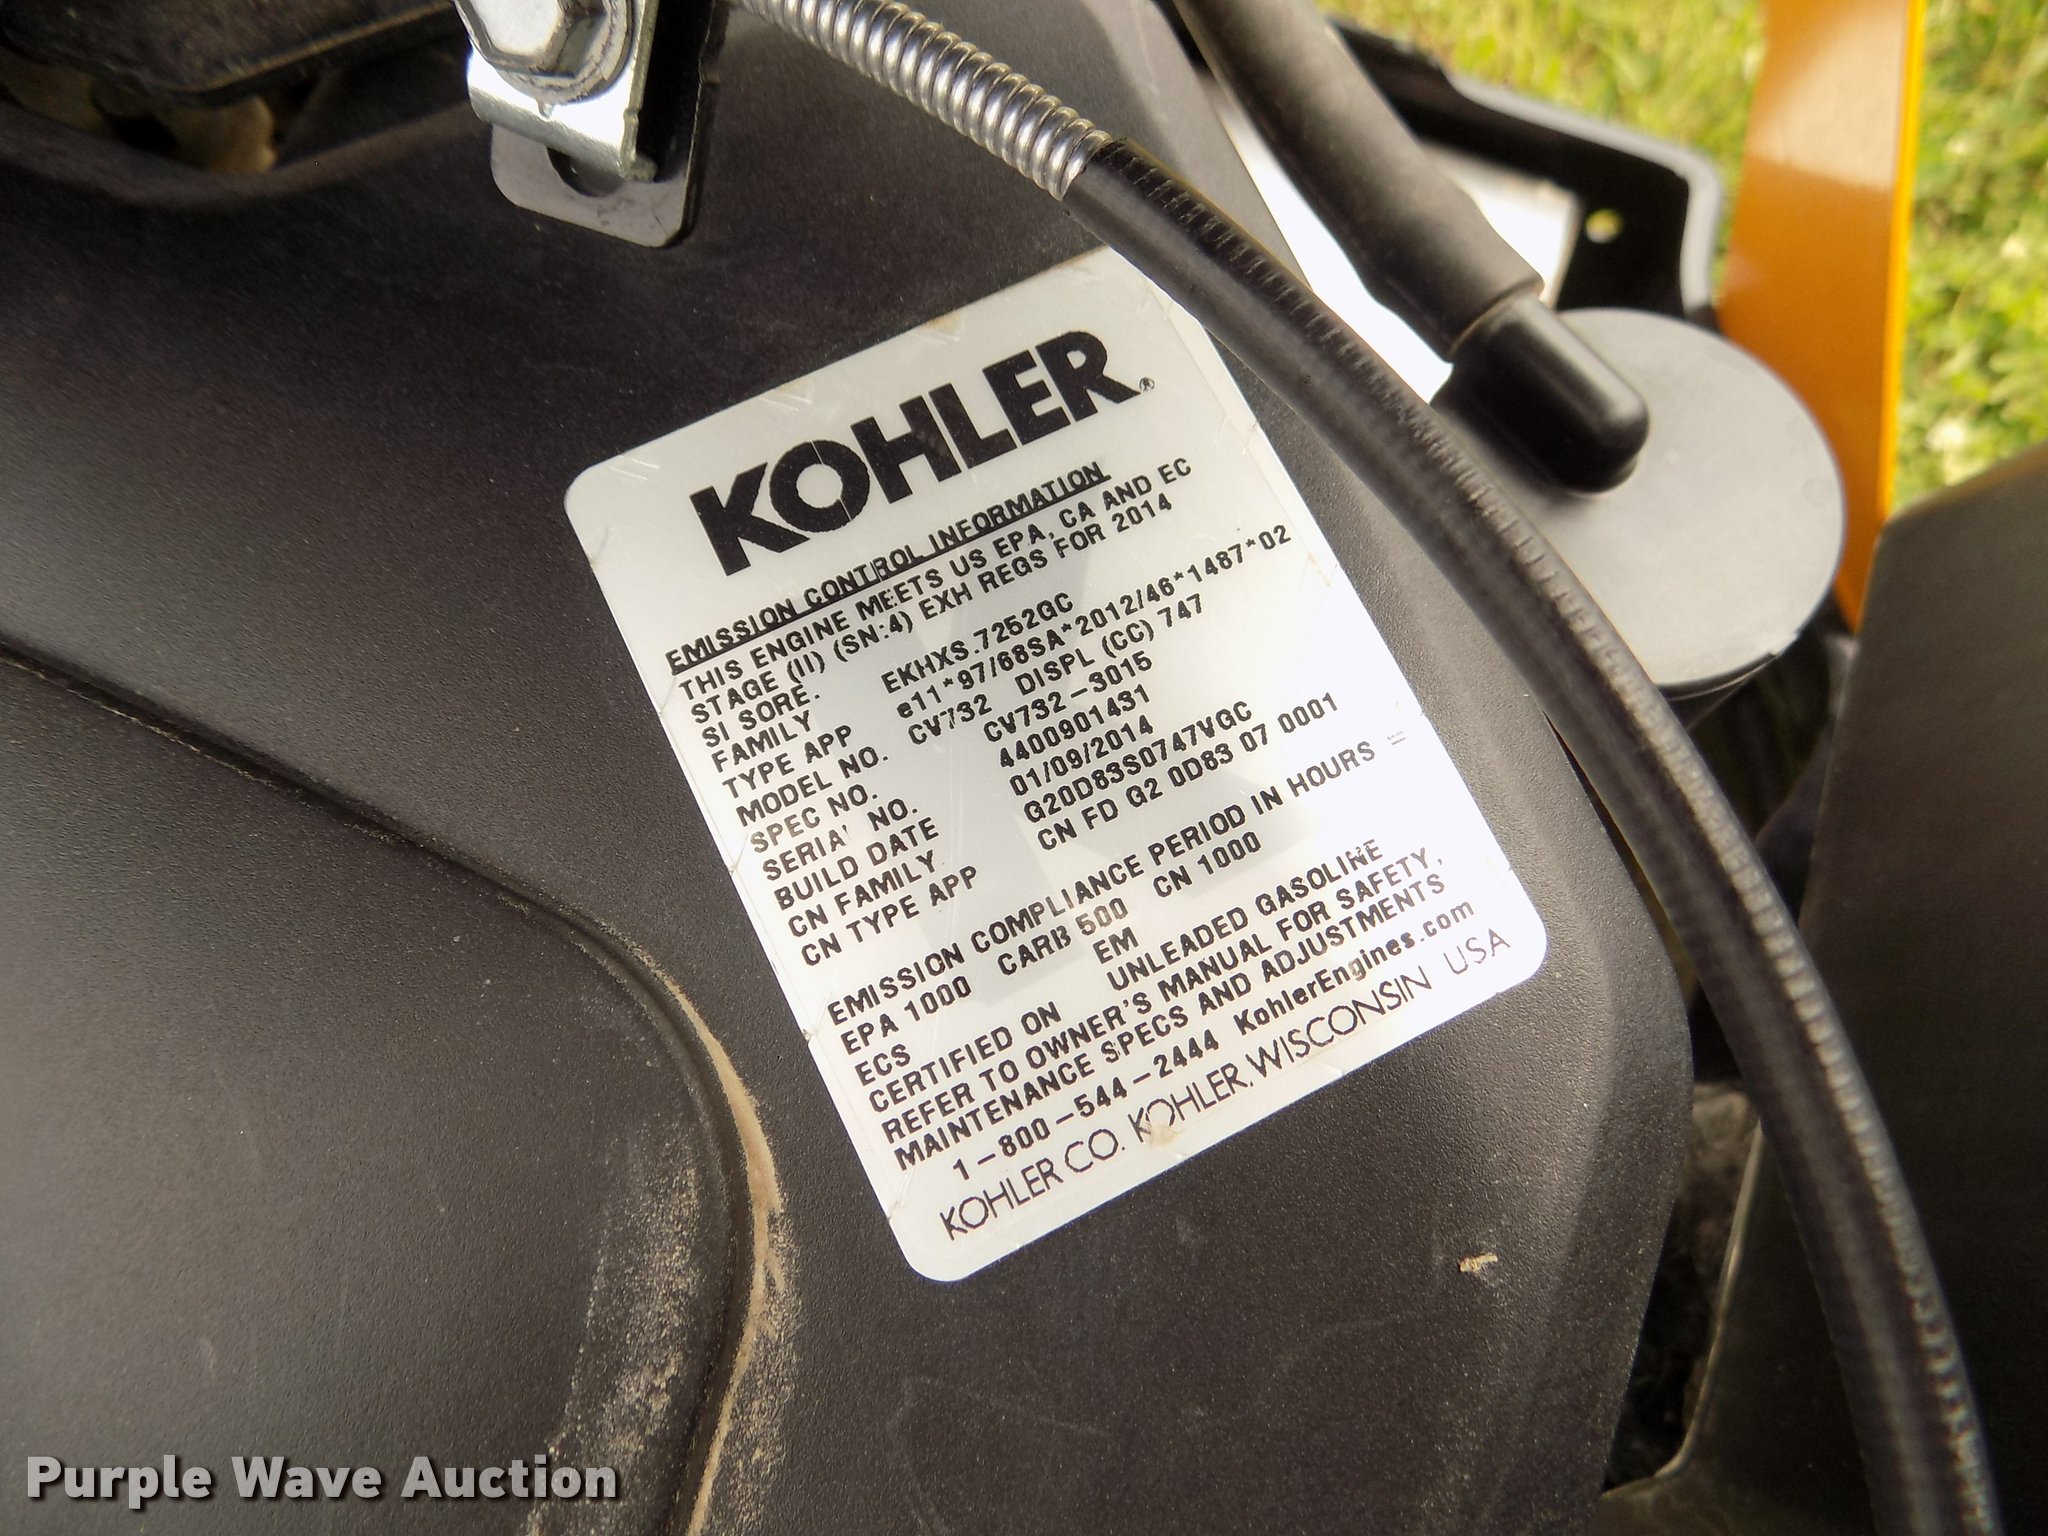 KOHLER®
EMISSION CONTROL INFORMATION
THIS ENGINE MEETS US EPA, CA AND EC
STAGE (II) (SN:4) EXH REGS FOR 2014
SI SORE.
FAMILY EKHXS.7252GC
TYPE APP e11*97/68SA*2012/46*1487*02
MODEL NO. CV732 DISPL (CC) 747
SPEC NO. CV732-3015
SERIAL NO. 4400901431
BUILD DATE 01/09/2014
CN FAMILY G20D83S0747VGC
CN TYPE APP CN FD G2 0D83 07 0001
EMISSION COMPLIANCE PERIOD IN HOURS =
EPA 1000 CARB 500 CN 1000
ECS EM
CERTIFIED ON UNLEADED GASOLINE
REFER TO OWNER'S MANUAL FOR SAFETY,
MAINTENANCE SPECS AND ADJUSTMENTS
1-800-544-2444 KohlerEngines.com
KOHLER CO. KOHLER, WISCONSIN USA
Purple Wave Auction